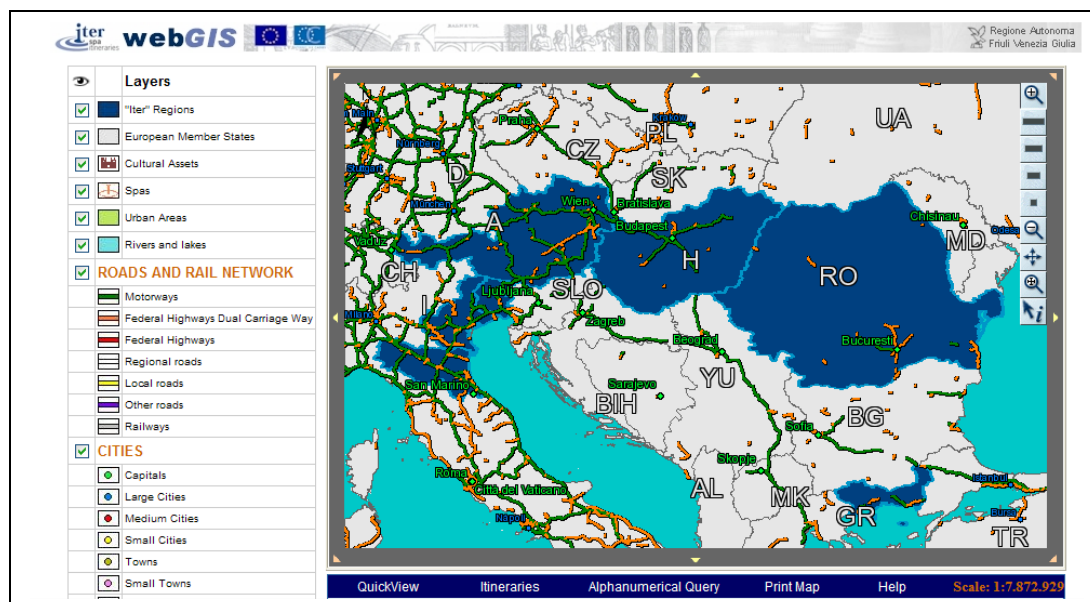 iter
spa
itineraries
webGIS
Regione Autonoma
Friuli Venezia Giulia
Layers
"Iter" Regions
European Member States
Cultural Assets
Spas
Urban Areas
Rivers and lakes
ROADS AND RAIL NETWORK
Motorways
Federal Highways Dual Carriage Way
Federal Highways
Regional roads
Local roads
Other roads
Railways
CITIES
Capitals
Large Cities
Medium Cities
Small Cities
Towns
Small Towns
UA
Praha
Krakow
PL
Main
CZ
Nürnberg
D
SK
Stuttgart
München
Wien
Bratislava
A
Budapest
Chisinau
Vaduz
MD
Odesa
H
CH
RO
Ljubljana
SLO
I
Milano
Zagreb
Beograd
Bucuresti
San Marino
YU
Sarajevo
BIH
BG
Sofia
Skopje
Roma
Città del Vaticano
AL
MK
Istanbul
Napoli
GR
Bursa
TR
i
QuickView Itineraries Alphanumerical Query Print Map Help Scale: 1:7.872.929